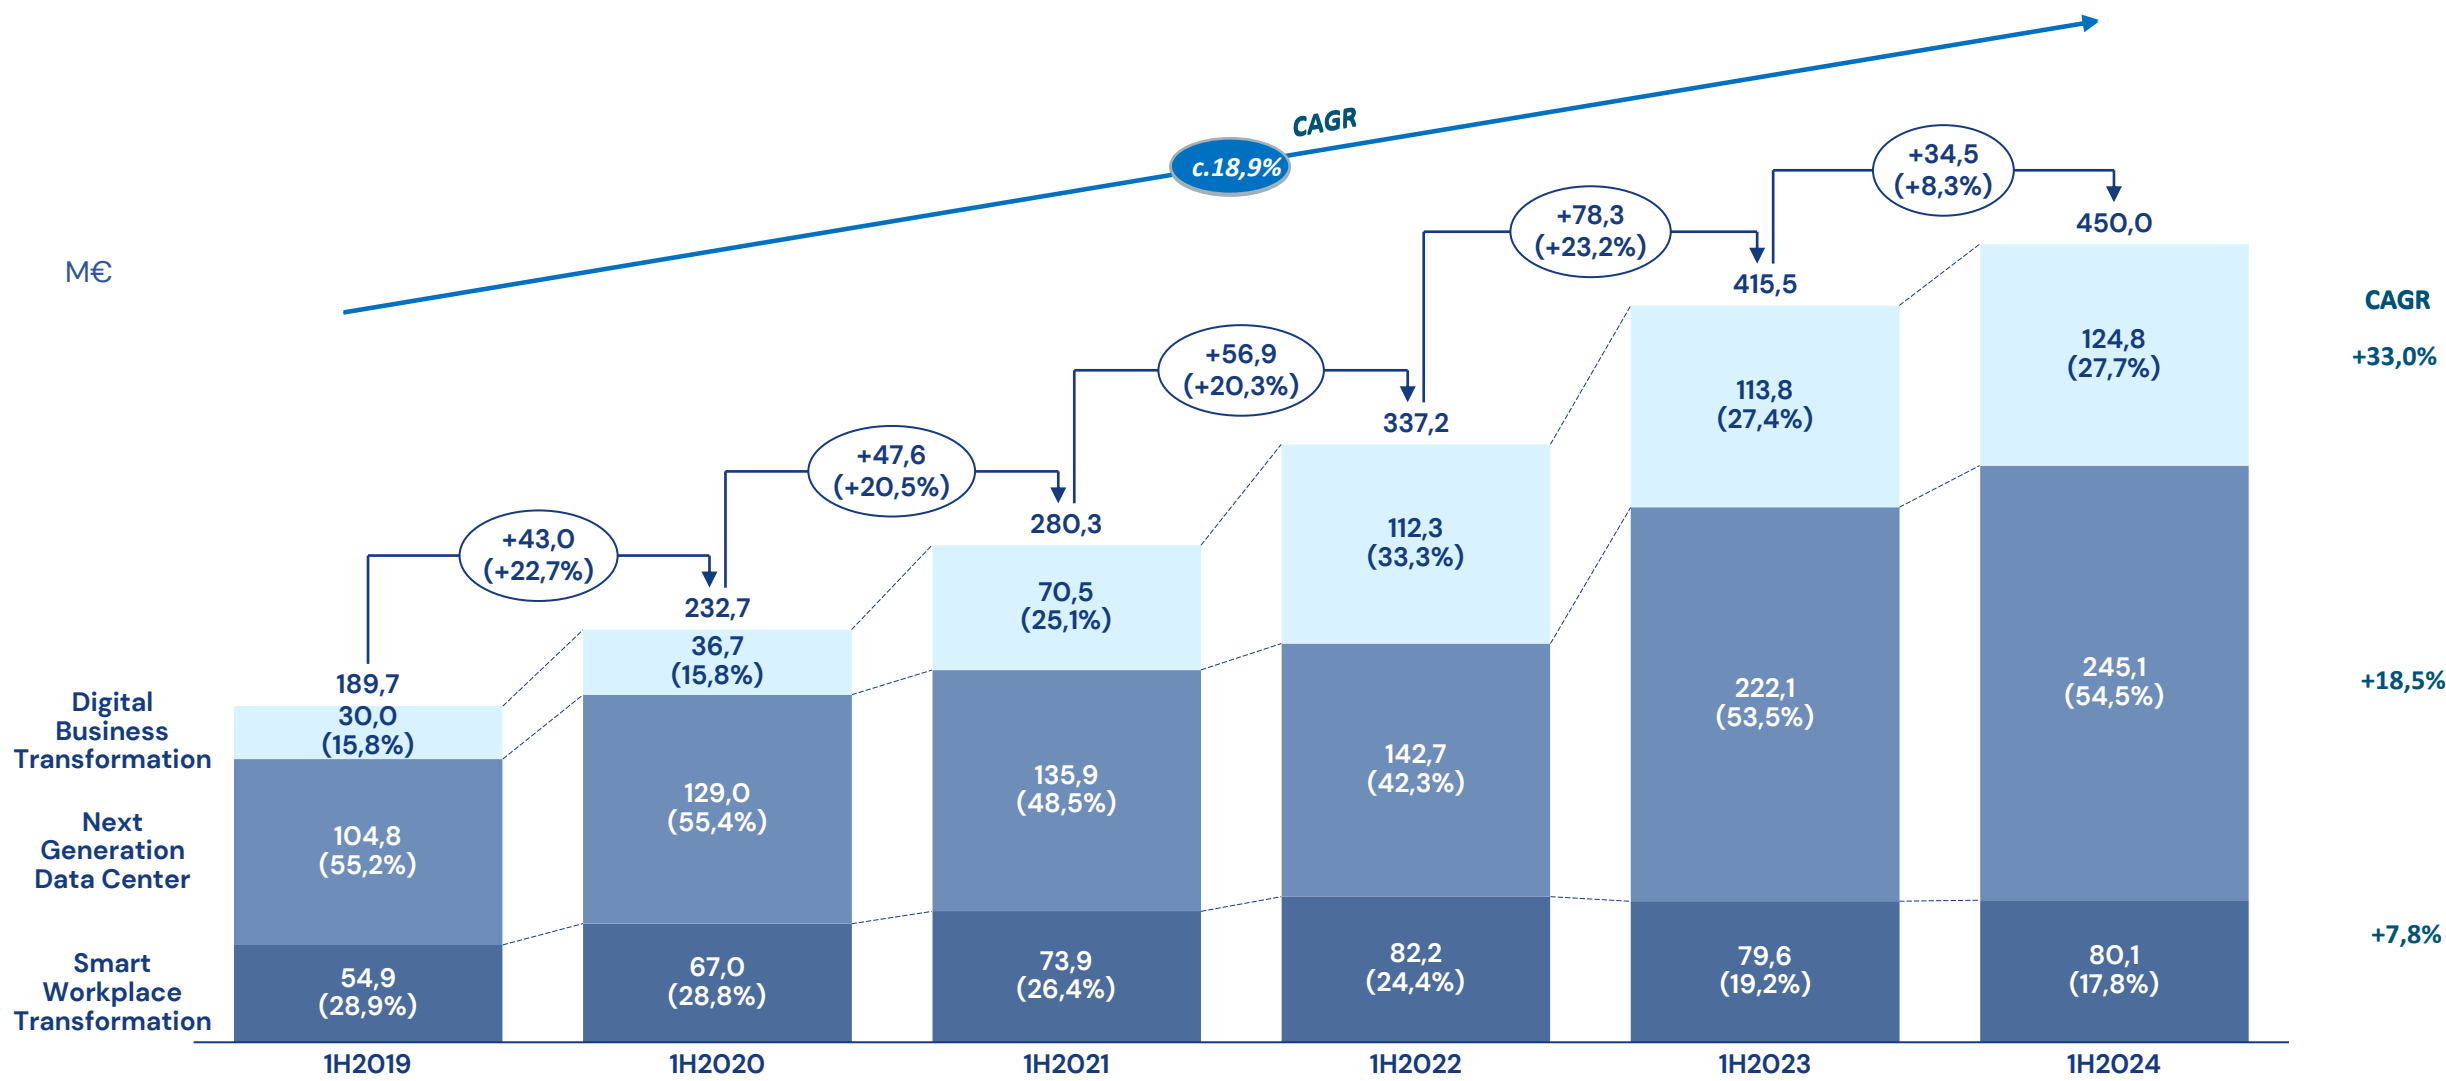 CAGR
c.18,9%
M€
+43,0
(+22,7%)
+47,6
(+20,5%)
+56,9
(+20,3%)
+78,3
(+23,2%)
+34,5
(+8,3%)
189,7
232,7
280,3
337,2
415,5
450,0
CAGR
Digital
Business
Transformation
30,0
(15,8%)
36,7
(15,8%)
70,5
(25,1%)
112,3
(33,3%)
113,8
(27,4%)
124,8
(27,7%)
+33,0%
Next
Generation
Data Center
104,8
(55,2%)
129,0
(55,4%)
135,9
(48,5%)
142,7
(42,3%)
222,1
(53,5%)
245,1
(54,5%)
+18,5%
Smart
Workplace
Transformation
54,9
(28,9%)
67,0
(28,8%)
73,9
(26,4%)
82,2
(24,4%)
79,6
(19,2%)
80,1
(17,8%)
+7,8%
1H2019
1H2020
1H2021
1H2022
1H2023
1H2024